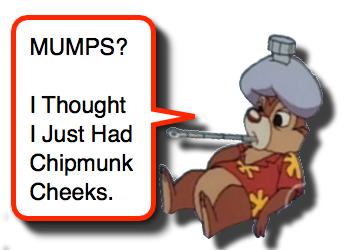 MUMPS?
I Thought
I Just Had
Chipmunk
Cheeks.